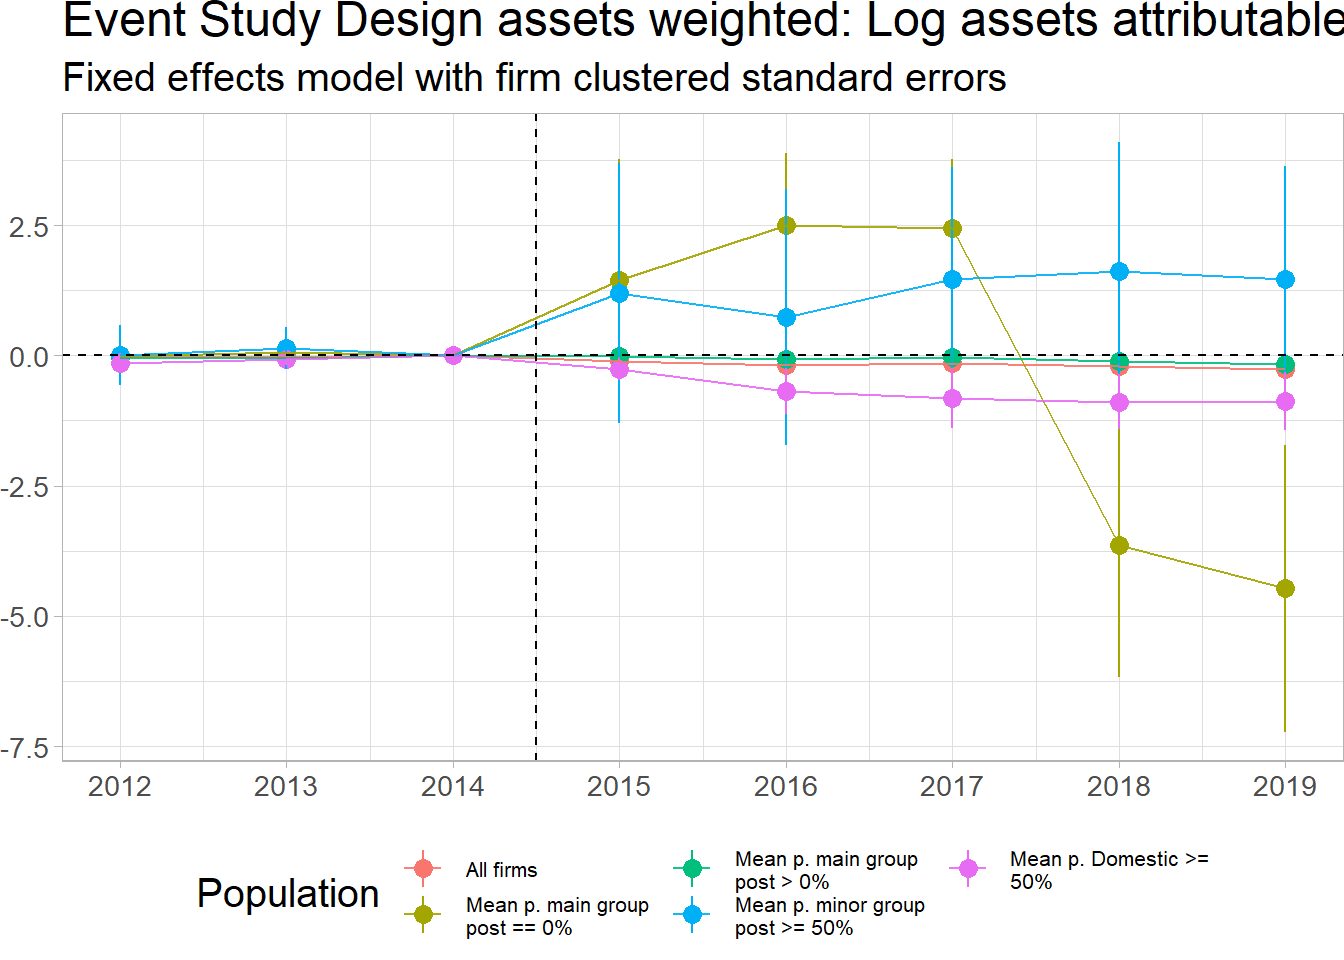 Event Study Design assets weighted: Log assets attributable
Fixed effects model with firm clustered standard errors
2.5
0.0
-2.5
-5.0
-7.5
2012 2013 2014 2015 2016 2017 2018 2019
Population
All firms
Mean p. main group
post == 0%
Mean p. main group
post > 0%
Mean p. minor group
post >= 50%
Mean p. Domestic >=
50%